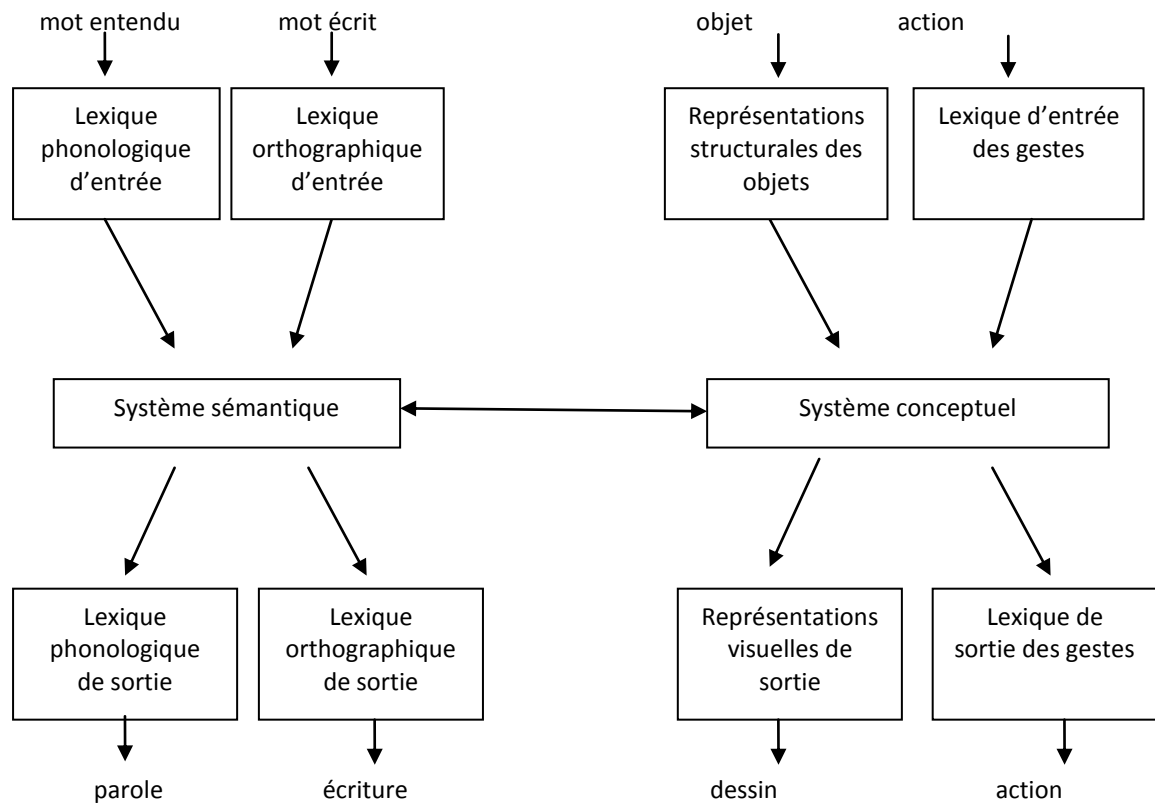 mot entendu
mot écrit
objet
action
Lexique
phonologique
d’entrée
Lexique
orthographique
d’entrée
Représentations
structurales des
objets
Lexique d’entrée
des gestes
Système sémantique
Système conceptuel
Lexique
phonologique
de sortie
Lexique
orthographique
de sortie
Représentations
visuelles de
sortie
Lexique de
sortie des gestes
parole
écriture
dessin
action